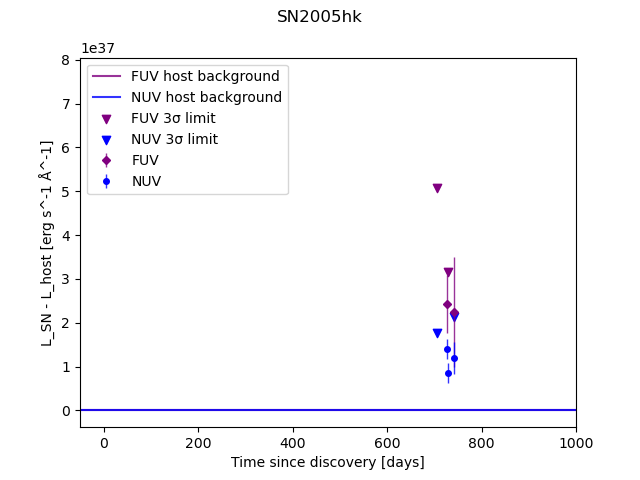 SN2005hk
1e37
8
7
6
5
4
3
2
1
0
L_SN - L_host [erg s^-1 Å^-1]
FUV host background
NUV host background
FUV 3σ limit
NUV 3σ limit
FUV
NUV
0 200 400 600 800 1000
Time since discovery [days]